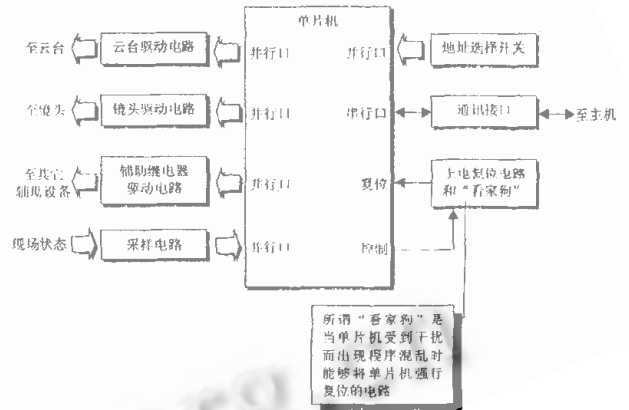 单片机
至云台
云台驱动电路
并行口
并行口
地址选择开关
至镜头
镜头驱动电路
并行口
串行口
通讯接口
至主机
至其它
辅助设备
辅助继电器
驱动电路
并行口
复位
上电复位电路
和“看家狗”
现场状态
采样电路
并行口
控制
所谓“看家狗”是
当单片机受到干扰
而出现程序混乱时
能够将单片机强行
复位的电路